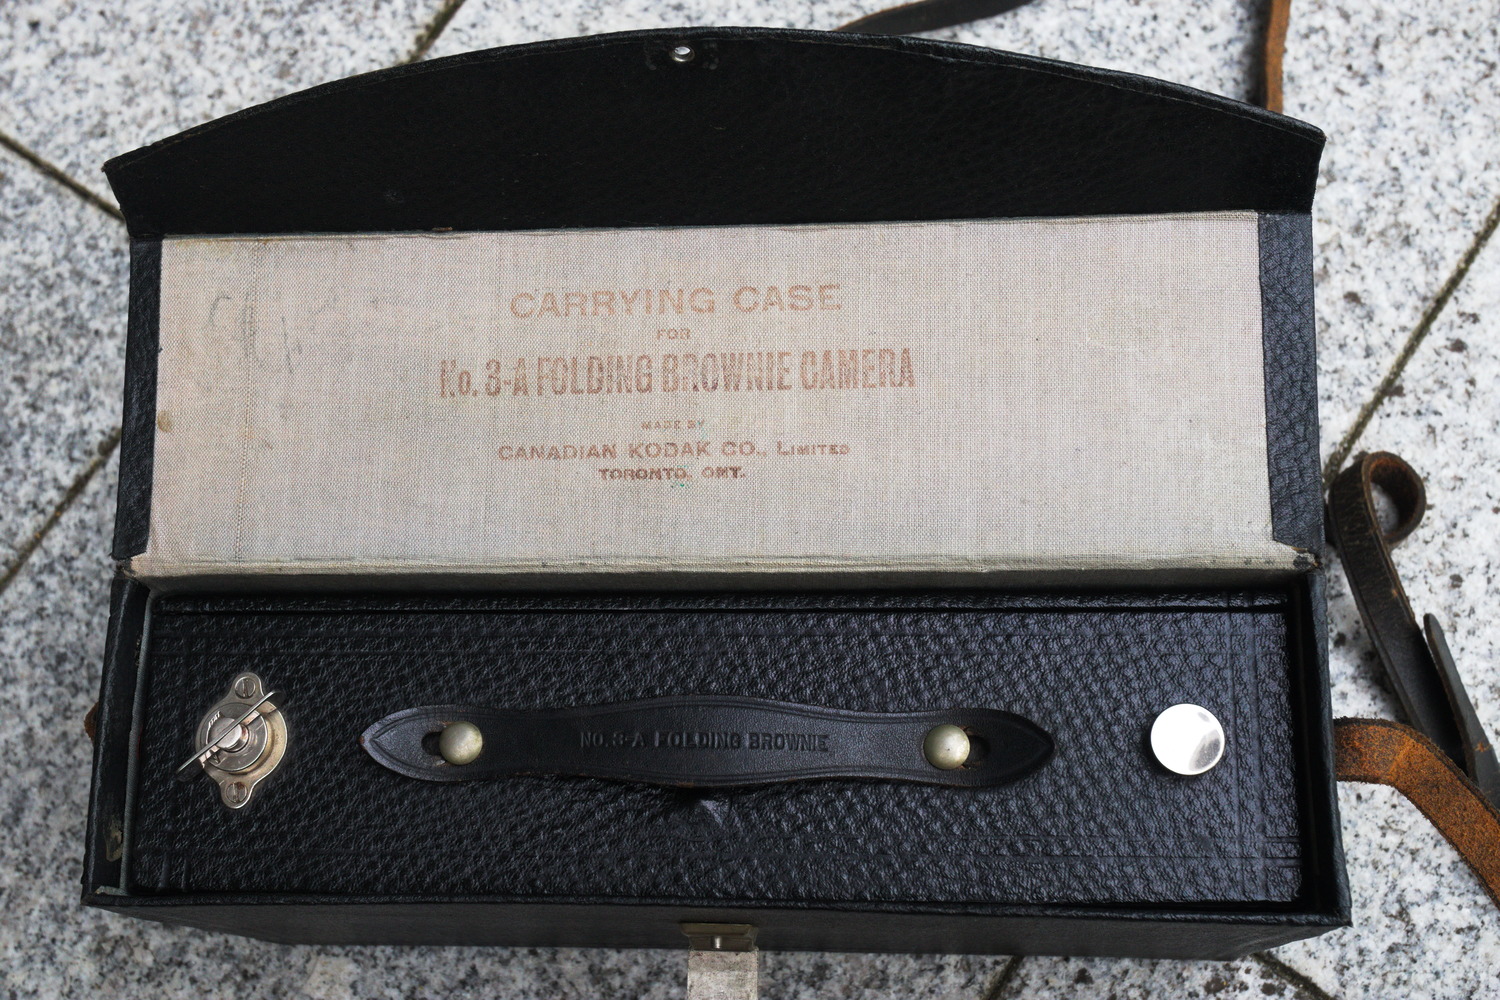 CARRYING CASE
FOR
No. 3-A FOLDING BROWNIE CAMERA
MADE BY
CANADIAN KODAK CO., LIMITED
TORONTO, ONT.
NO. 3-A FOLDING BROWNIE